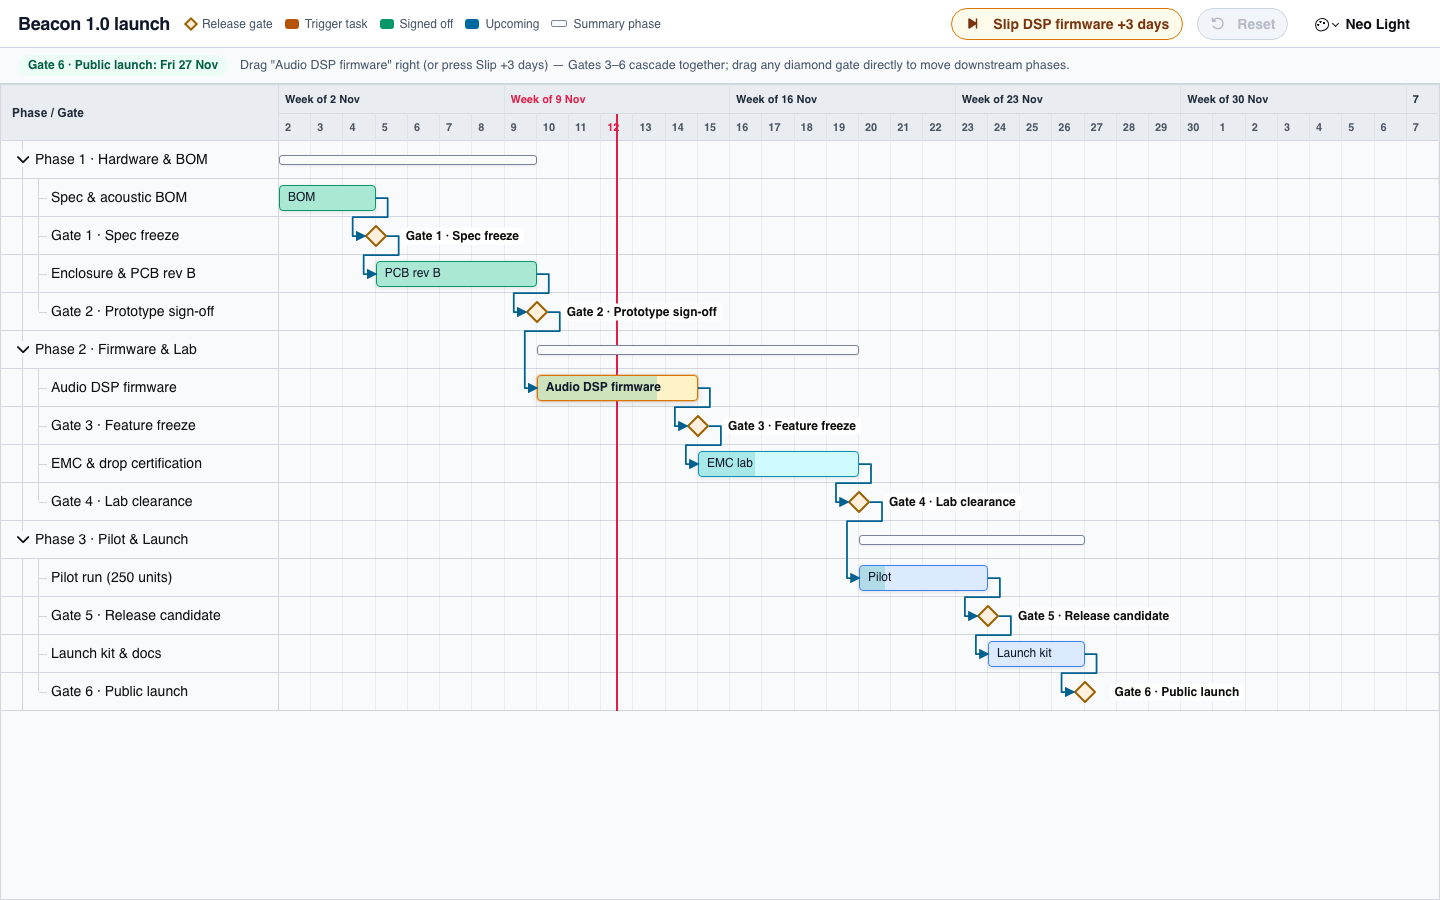 Beacon 1.0 launch
Release gate
Trigger task
Signed off
Upcoming
Summary phase
Slip DSP firmware +3 days
Reset
Neo Light
Gate 6 · Public launch: Fri 27 Nov
Drag "Audio DSP firmware" right (or press Slip +3 days) — Gates 3–6 cascade together; drag any diamond gate directly to move downstream phases.
Phase / Gate
Week of 2 Nov
Week of 9 Nov
Week of 16 Nov
Week of 23 Nov
Week of 30 Nov
7
2 3 4 5 6 7 8 9 10 11 12 13 14 15 16 17 18 19 20 21 22 23 24 25 26 27 28 29 30 1 2 3 4 5 6 7
Phase 1 · Hardware & BOM
Spec & acoustic BOM
BOM
Gate 1 · Spec freeze
Gate 1 · Spec freeze
Enclosure & PCB rev B
PCB rev B
Gate 2 · Prototype sign-off
Gate 2 · Prototype sign-off
Phase 2 · Firmware & Lab
Audio DSP firmware
Audio DSP firmware
Gate 3 · Feature freeze
Gate 3 · Feature freeze
EMC & drop certification
EMC lab
Gate 4 · Lab clearance
Gate 4 · Lab clearance
Phase 3 · Pilot & Launch
Pilot run (250 units)
Pilot
Gate 5 · Release candidate
Gate 5 · Release candidate
Launch kit & docs
Launch kit
Gate 6 · Public launch
Gate 6 · Public launch